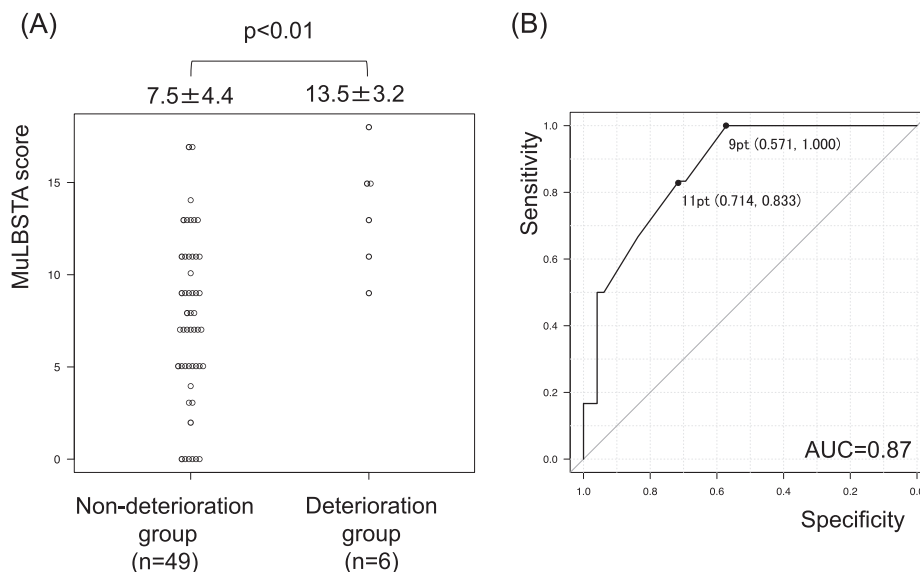 (A)
p<0.01
7.5±4.4
13.5±3.2
MuLBSTA score
15
10
5
0
Non-deterioration
group
(n=49)
Deterioration
group
(n=6)
(B)
Sensitivity
1.0
0.8
0.6
0.4
0.2
0.0
9pt (0.571, 1.000)
11pt (0.714, 0.833)
AUC=0.87
1.0 0.8 0.6 0.4 0.2 0.0
Specificity